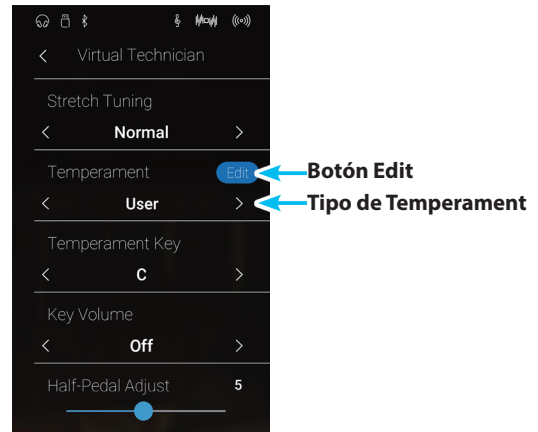 Virtual Technician
Stretch Tuning
Normal
Temperament Edit
Botón Edit
User
Tipo de Temperament
Temperament Key
C
Key Volume
Off
Half-Pedal Adjust 5